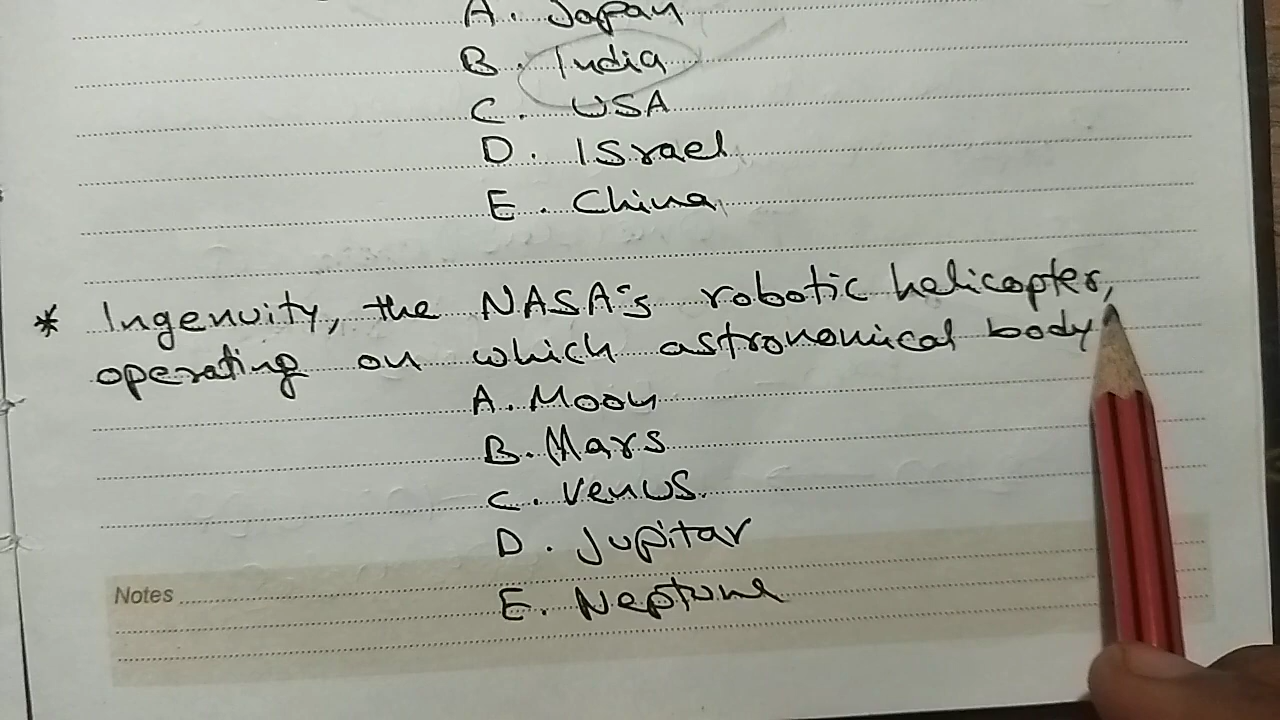 A. Japan
B. India
C. USA
D. Israel
E. China
* Ingenuity, the NASA's robotic helicopter,
operating on which astronomical body
A. Moon
B. Mars
C. Venus.
D. Jupitar
E. Neptune
Notes